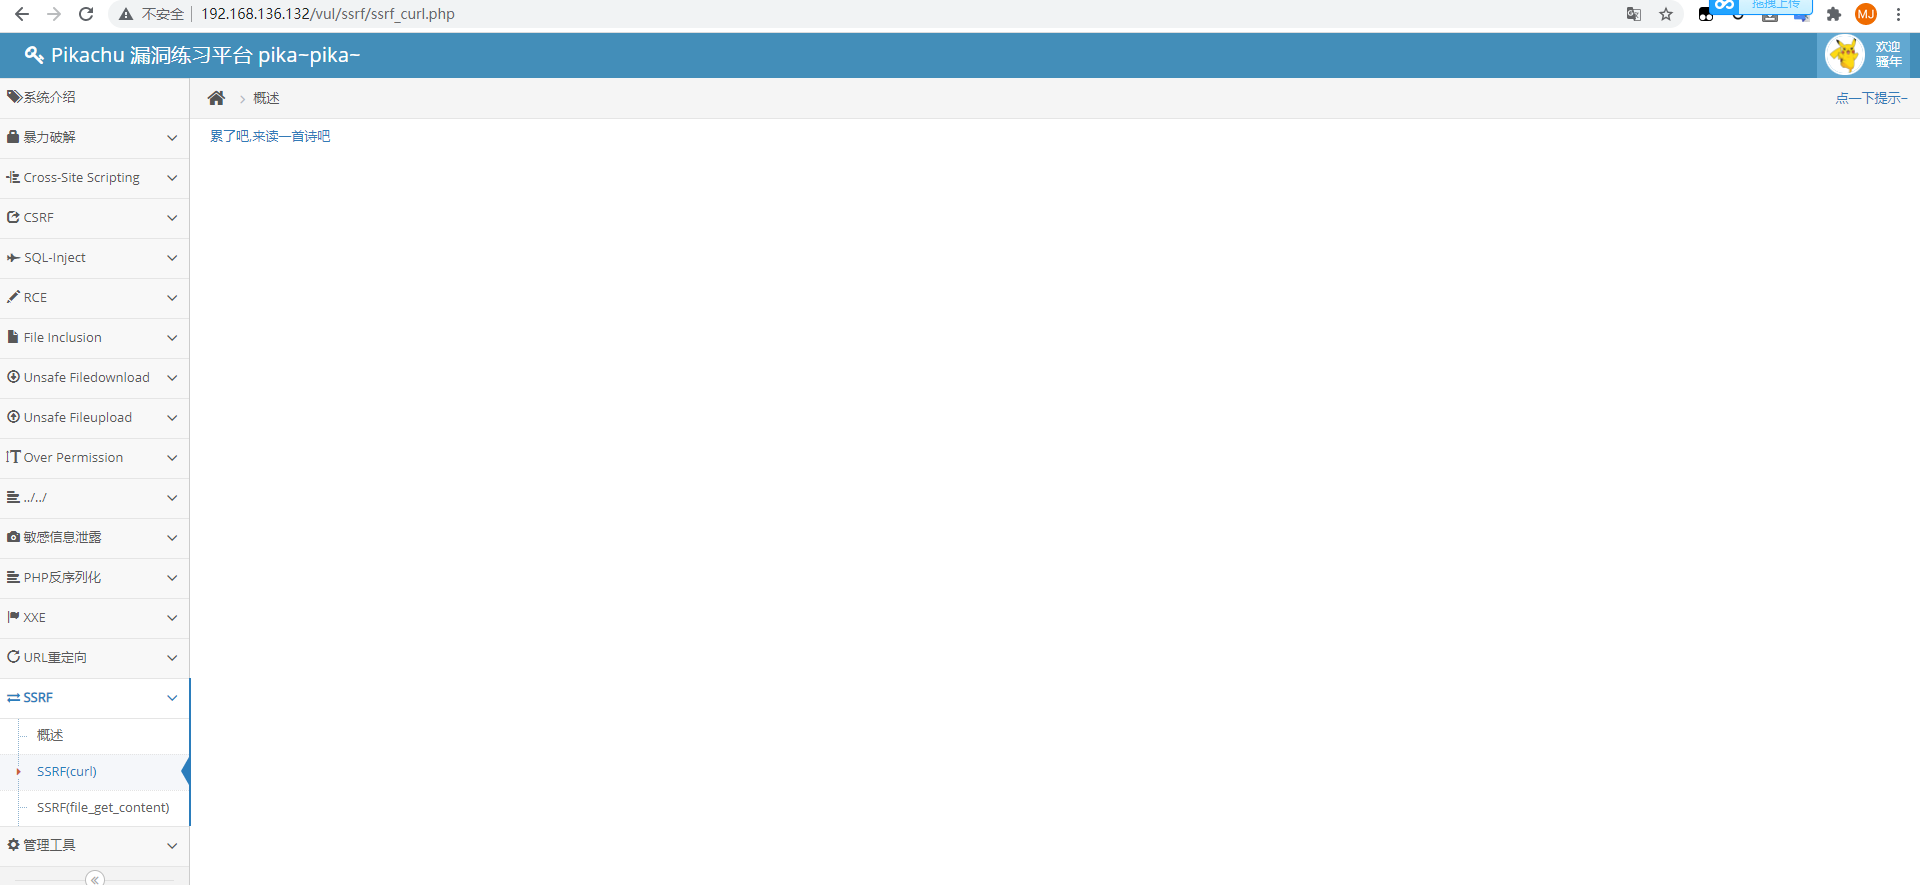 不安全 192.168.136.132/vul/ssrf/ssrf_curl.php
拖拽上传
MJ
Pikachu 漏洞练习平台 pika~pika~
欢迎
骚年
系统介绍
概述
点一下提示~
暴力破解
累了吧,来读一首诗吧
Cross-Site Scripting
CSRF
SQL-Inject
RCE
File Inclusion
Unsafe Filedownload
Unsafe Fileupload
Over Permission
../../
敏感信息泄露
PHP反序列化
XXE
URL重定向
SSRF
概述
SSRF(curl)
SSRF(file_get_content)
管理工具